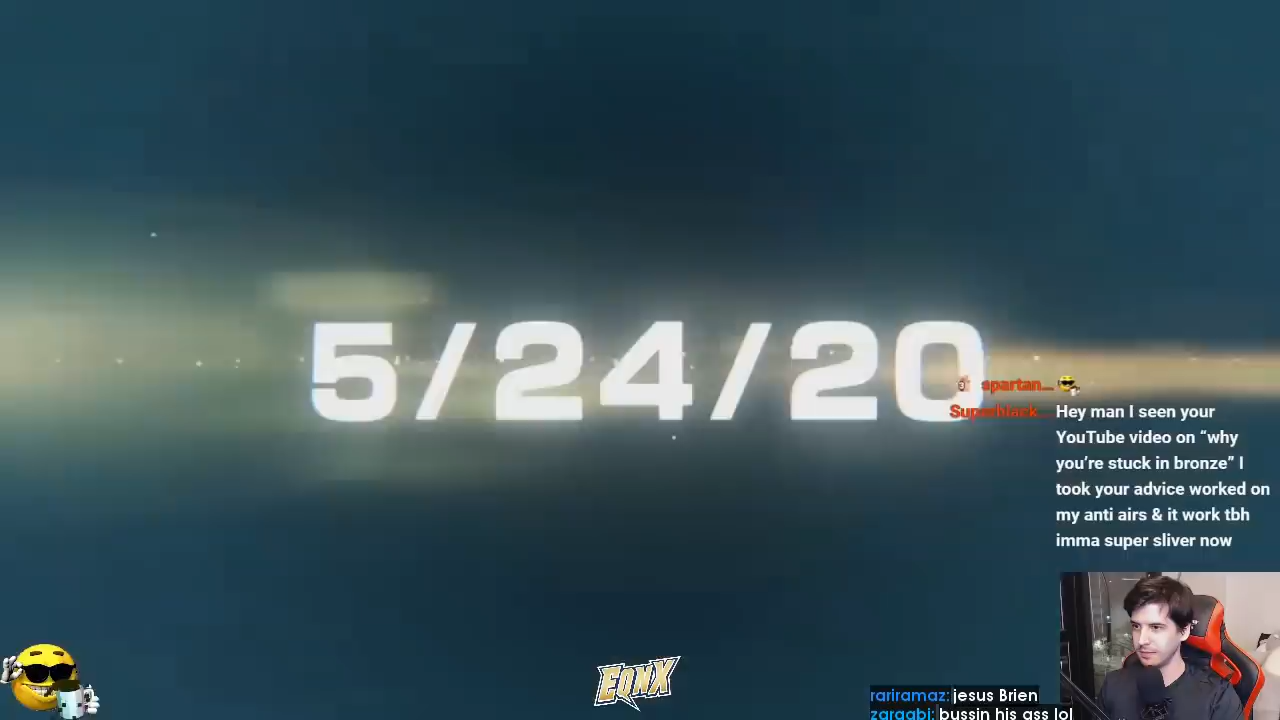 5/24/20
spartan...
Superblack... Hey man I seen your
YouTube video on “why
you’re stuck in bronze” I
took your advice worked on
my anti airs & it work tbh
imma super sliver now
EQNX
rariramaz: jesus Brien
zaragbi: bussin his ass lol